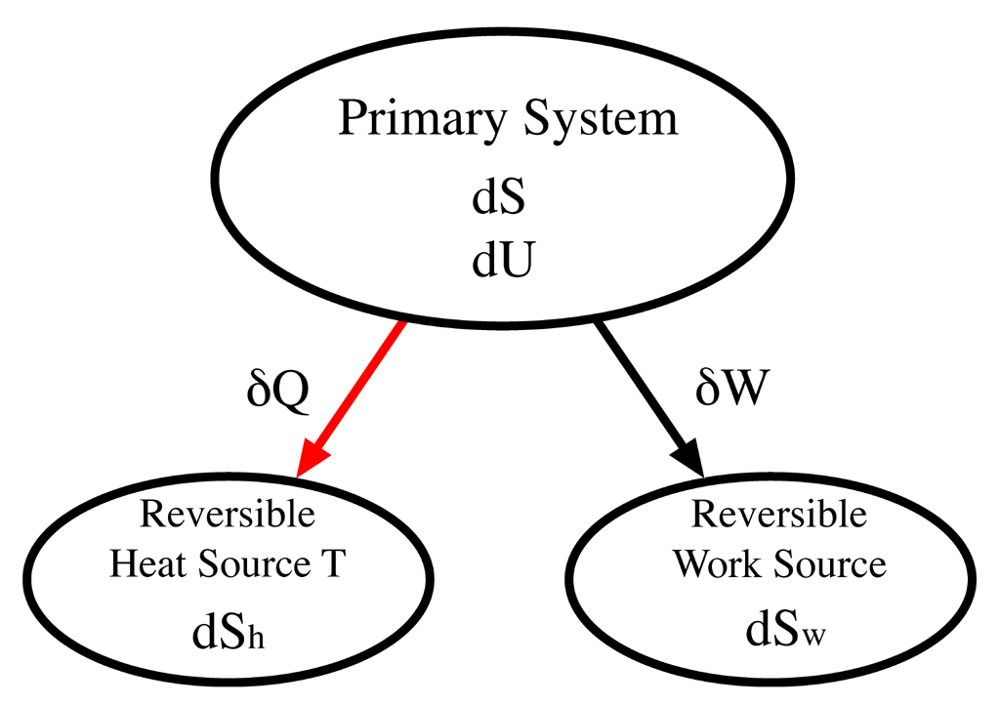 Primary System
dS
dU
δQ
δW
Reversible
Heat Source T
dSh
Reversible
Work Source
dSw